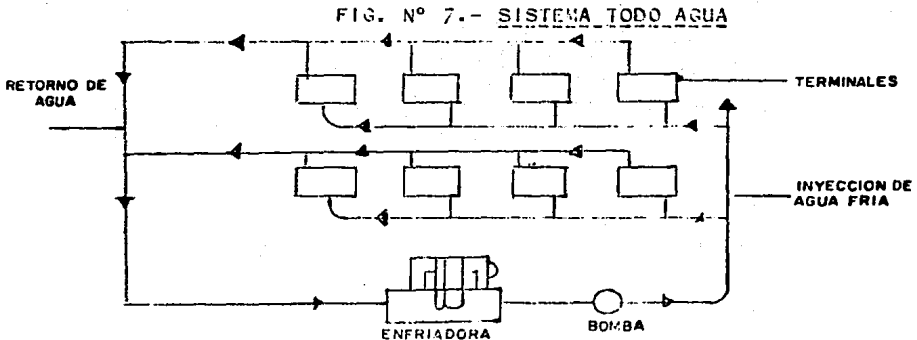 FIG. Nº 7.- SISTEMA TODO AGUA
RETORNO DE
AGUA
TERMINALES
INYECCION DE
AGUA FRIA
ENFRIADORA
BOMBA